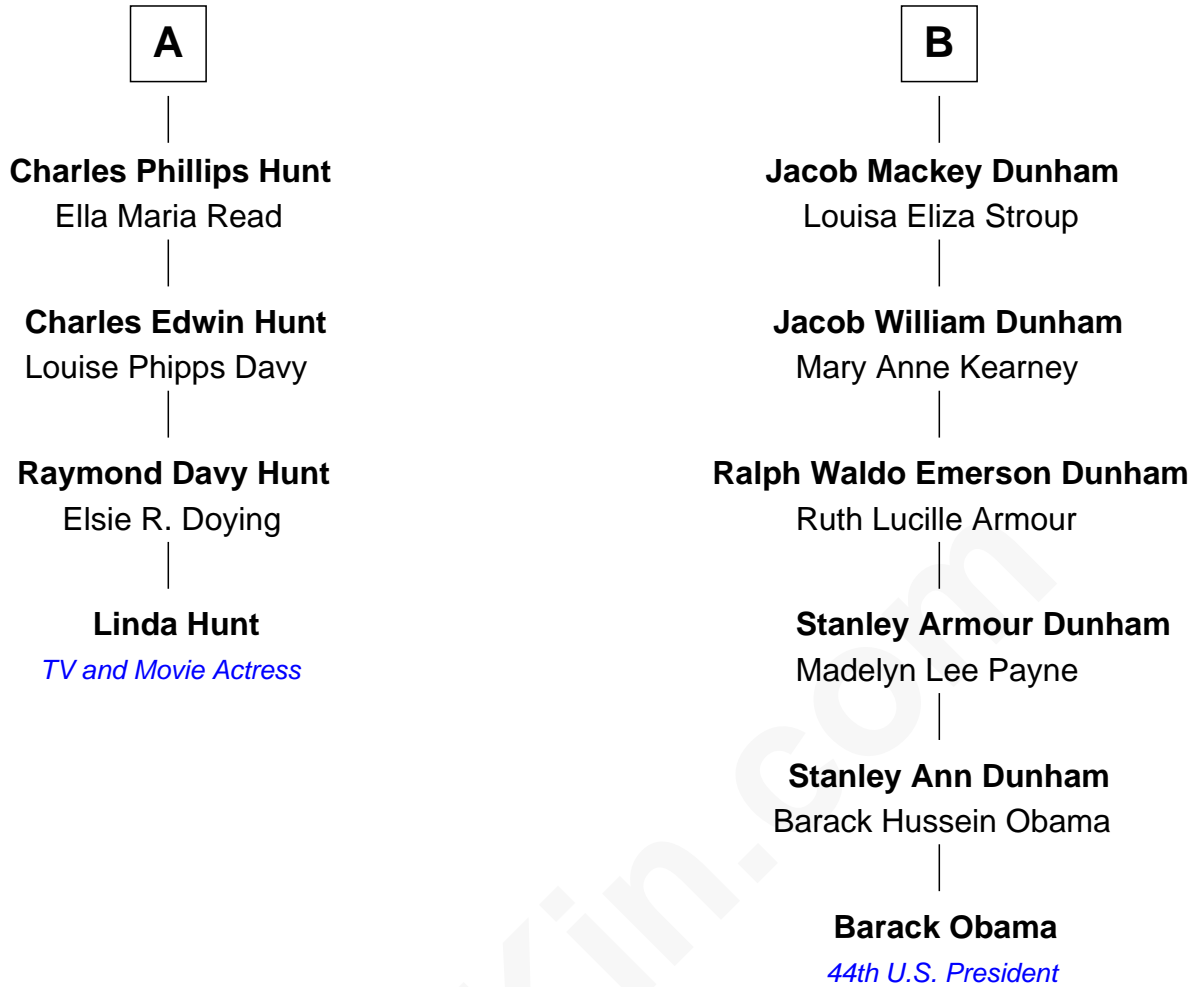 A
Charles Phillips Hunt
Ella Maria Read
Charles Edwin Hunt
Louise Phipps Davy
Raymond Davy Hunt
Elsie R. Doying
Linda Hunt
TV and Movie Actress
B
Jacob Mackey Dunham
Louisa Eliza Stroup
Jacob William Dunham
Mary Anne Kearney
Ralph Waldo Emerson Dunham
Ruth Lucille Armour
Stanley Armour Dunham
Madelyn Lee Payne
Stanley Ann Dunham
Barack Hussein Obama
Barack Obama
44th U.S. President